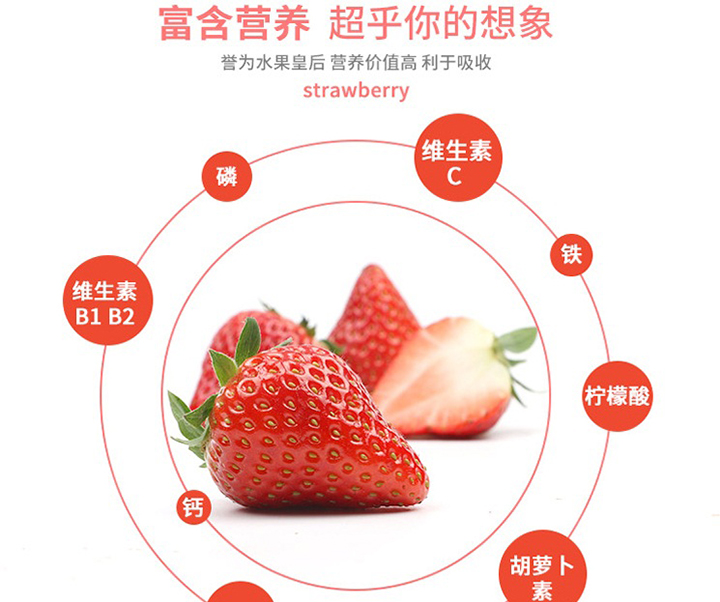 富含营养 超乎你的想象
誉为水果皇后 营养价值高 利于吸收
strawberry
维生素
C
磷
铁
维生素
B1 B2
柠檬酸
钙
胡萝卜
素